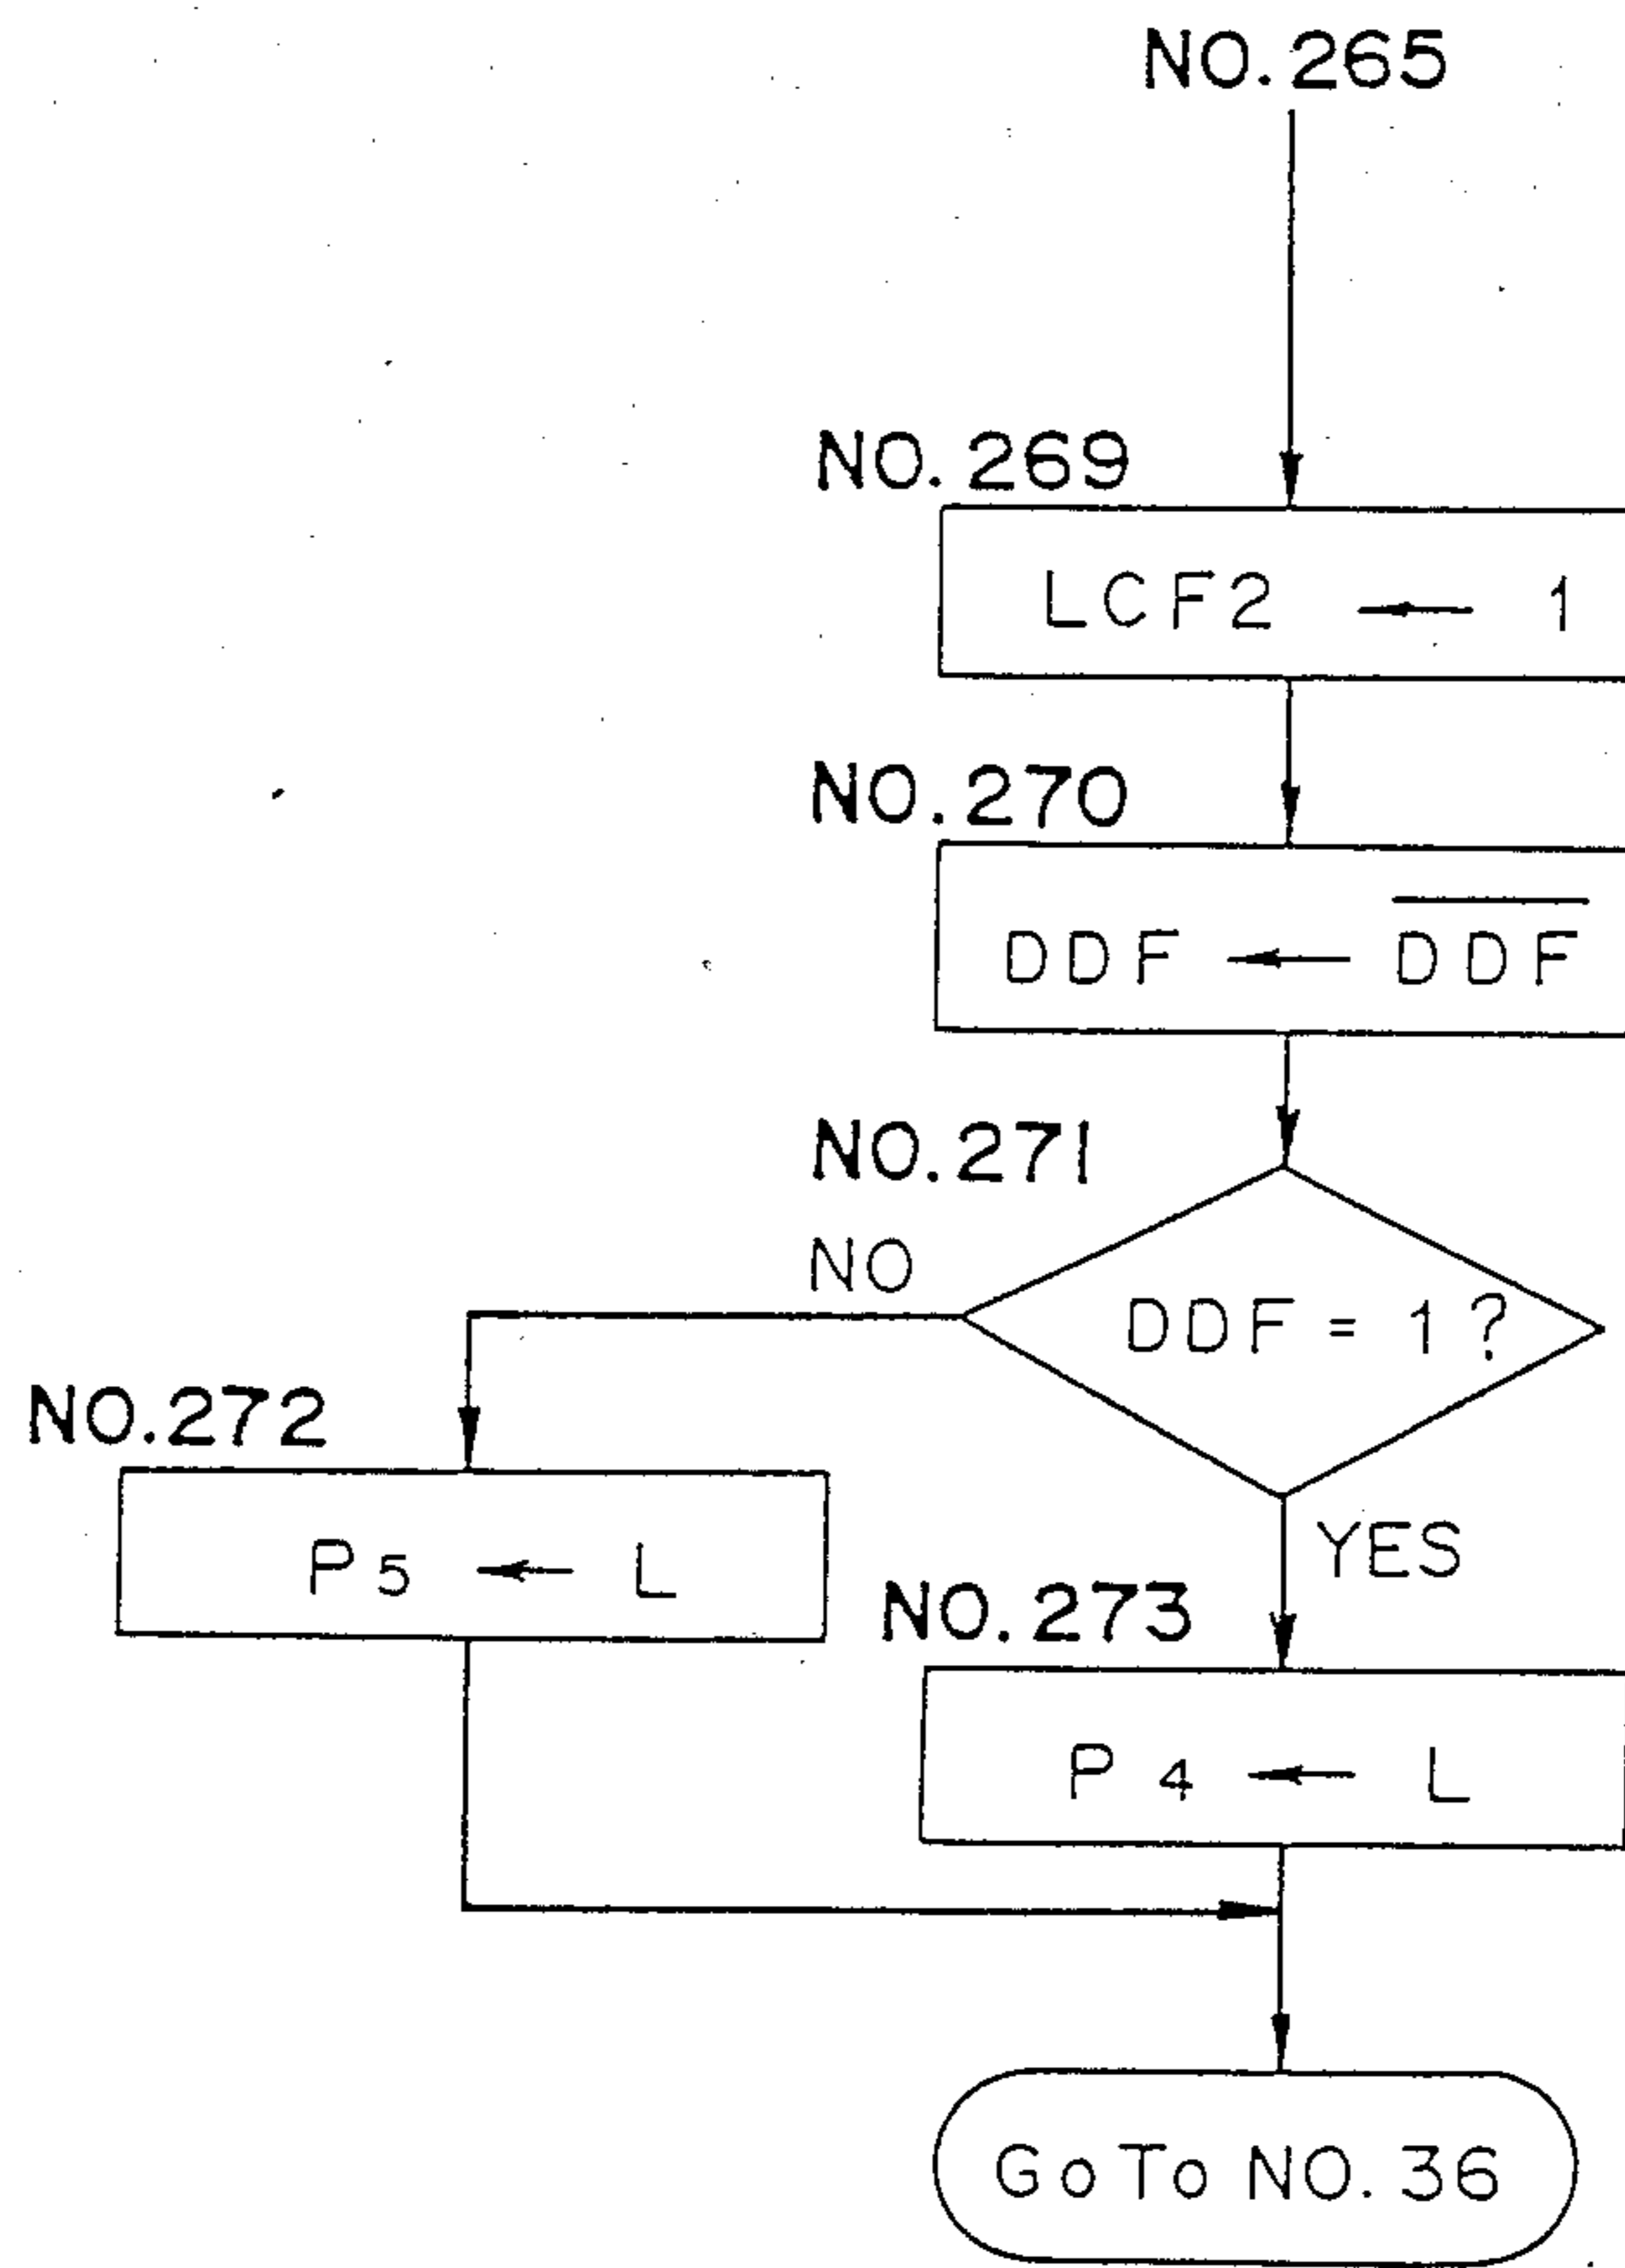 NO.265
NO.269
LCF2 ← 1
NO.270
DDF ← D̅D̅F̅
NO.271
NO
DDF = 1 ?
NO.272
YES
P5 ← L
NO.273
P4 ← L
GoTo NO.36